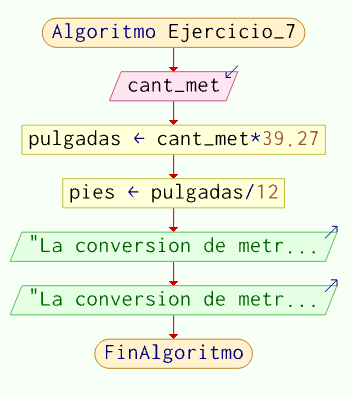 Algoritmo Ejercicio_7
cant_met
pulgadas ← cant_met*39.27
pies ← pulgadas/12
"La conversion de metr...
"La conversion de metr...
FinAlgoritmo